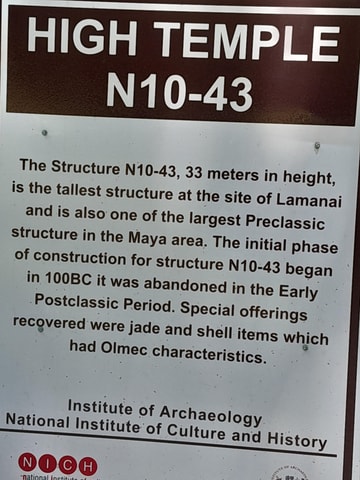 HIGH TEMPLE
N10-43
The Structure N10-43, 33 meters in height,
is the tallest structure at the site of Lamanai
and is also one of the largest Preclassic
structure in the Maya area. The initial phase
of construction for structure N10-43 began
in 100BC it was abandoned in the Early
Postclassic Period. Special offerings
recovered were jade and shell items which
had Olmec characteristics.
Institute of Archaeology
National Institute of Culture and History
NICH
national Institute of